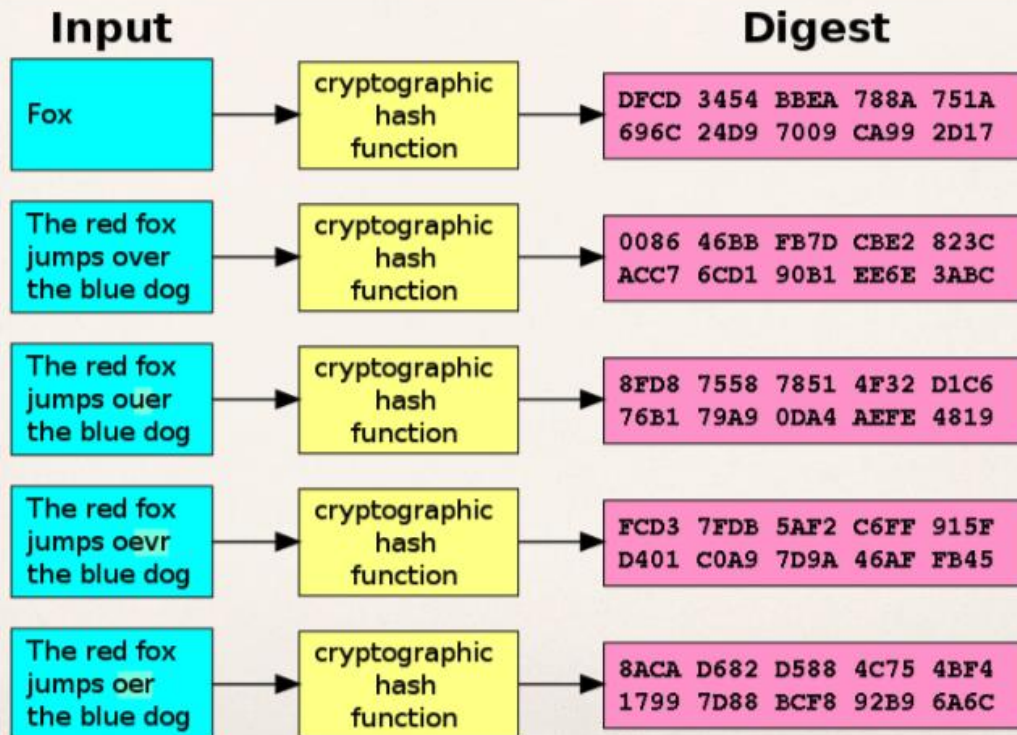 Input
Digest
Fox
cryptographic
hash
function
DFCD 3454 BBEA 788A 751A
696C 24D9 7009 CA99 2D17
The red fox
jumps over
the blue dog
cryptographic
hash
function
0086 46BB FB7D CBE2 823C
ACC7 6CD1 90B1 EE6E 3ABC
The red fox
jumps ouer
the blue dog
cryptographic
hash
function
8FD8 7558 7851 4F32 D1C6
76B1 79A9 0DA4 AEFE 4819
The red fox
jumps oevr
the blue dog
cryptographic
hash
function
FCD3 7FDB 5AF2 C6FF 915F
D401 C0A9 7D9A 46AF FB45
The red fox
jumps oer
the blue dog
cryptographic
hash
function
8ACA D682 D588 4C75 4BF4
1799 7D88 BCF8 92B9 6A6C